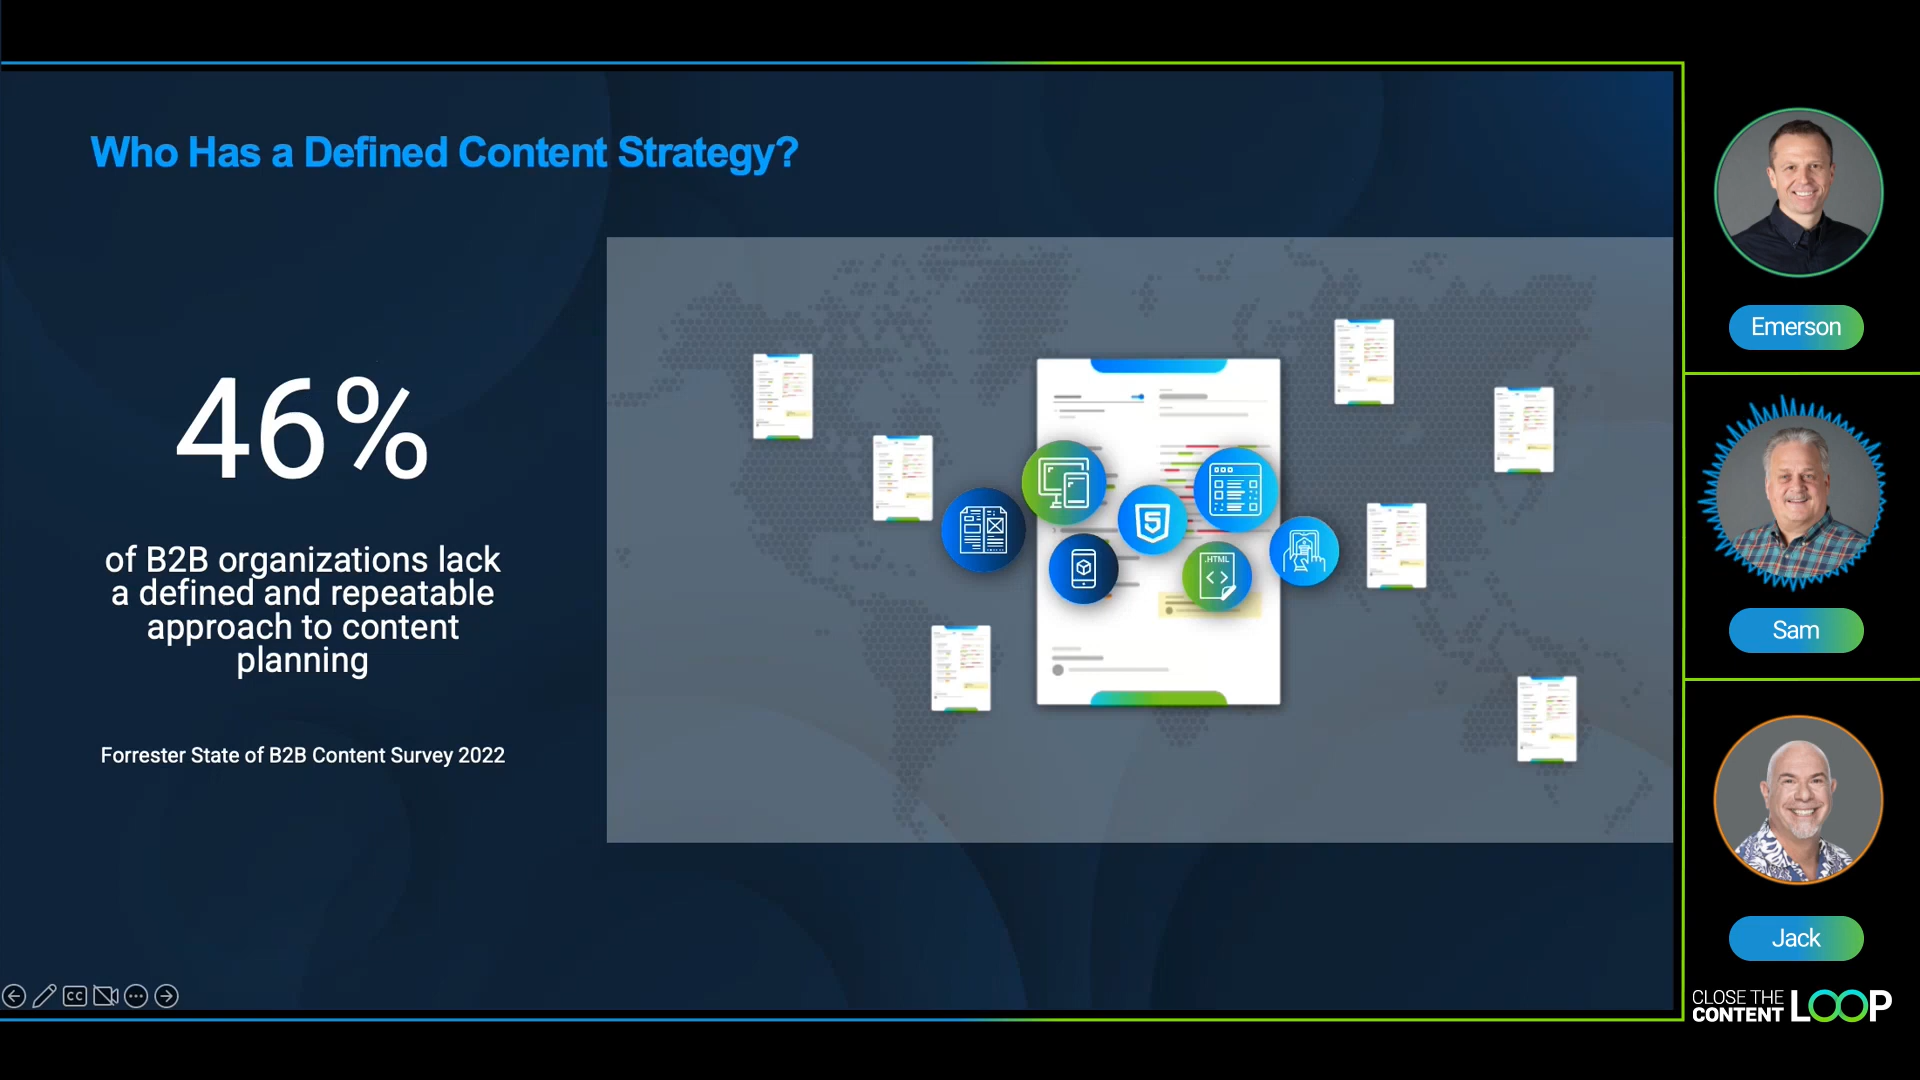 Who Has a Defined Content Strategy?
46%
of B2B organizations lack
a defined and repeatable
approach to content
planning
Forrester State of B2B Content Survey 2022
5
.HTML
Emerson
Sam
Jack
CC
CLOSE THE
CONTENT LOOP